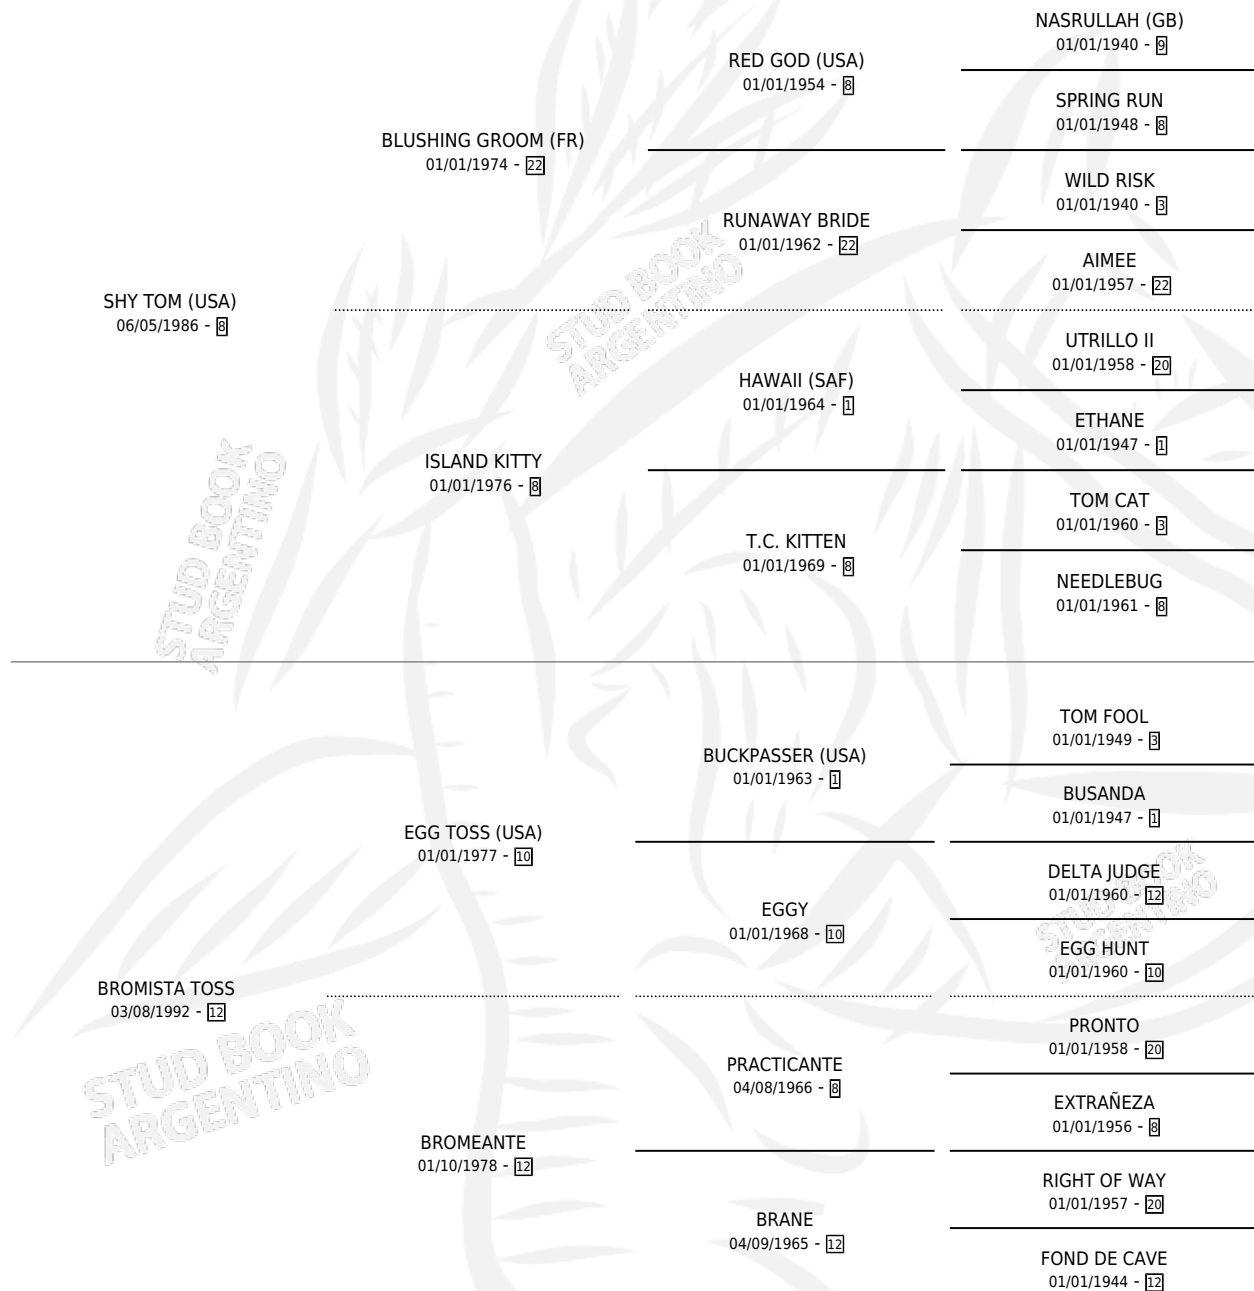 NASRULLAH (GB)
01/01/1940 - 9
RED GOD (USA)
01/01/1954 - 8
SPRING RUN
01/01/1948 - 8
BLUSHING GROOM (FR)
01/01/1974 - 22
WILD RISK
01/01/1940 - 3
RUNAWAY BRIDE
01/01/1962 - 22
AIMEE
01/01/1957 - 22
SHY TOM (USA)
06/05/1986 - 8
UTRILLO II
01/01/1958 - 20
HAWAII (SAF)
01/01/1964 - 1
ETHANE
01/01/1947 - 1
ISLAND KITTY
01/01/1976 - 8
TOM CAT
01/01/1960 - 3
T.C. KITTEN
01/01/1969 - 8
NEEDLEBUG
01/01/1961 - 8
TOM FOOL
01/01/1949 - 3
BUCKPASSER (USA)
01/01/1963 - 1
BUSANDA
01/01/1947 - 1
EGG TOSS (USA)
01/01/1977 - 10
DELTA JUDGE
01/01/1960 - 12
EGGY
01/01/1968 - 10
EGG HUNT
01/01/1960 - 10
BROMISTA TOSS
03/08/1992 - 12
PRONTO
01/01/1958 - 20
PRACTICANTE
04/08/1966 - 8
EXTRAÑEZA
01/01/1956 - 8
BROMEANTE
01/10/1978 - 12
RIGHT OF WAY
01/01/1957 - 20
BRANE
04/09/1965 - 12
FOND DE CAVE
01/01/1944 - 12
STUD BOOK
ARGENTINO
STUD BOOK
ARGENTINO
STUD BOOK
ARGENTINO
STUD BOOK
ARGENTINO